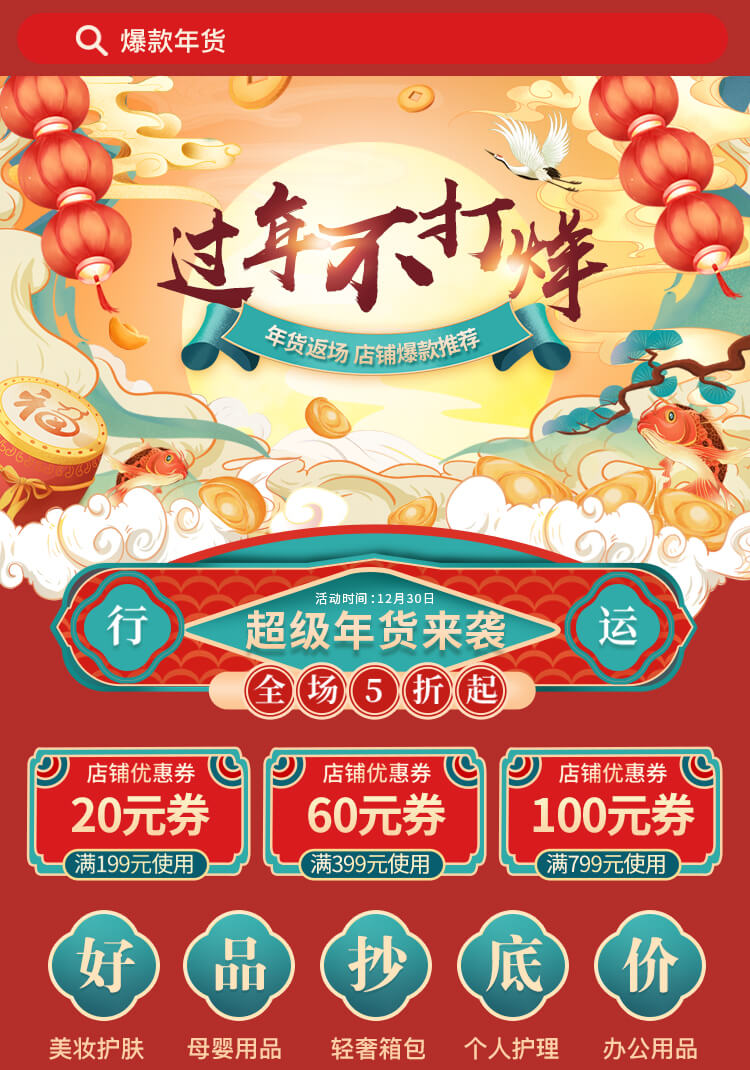 爆款年货
过年不打烊
年货返场 店铺爆款推荐
福
活动时间:12月30日
行 超级年货来袭 运
全场5折起
店铺优惠券 店铺优惠券 店铺优惠券
20元券 60元券 100元券
满199元使用 满399元使用 满799元使用
好 品 抄 底 价
美妆护肤 母婴用品 轻奢箱包 个人护理 办公用品